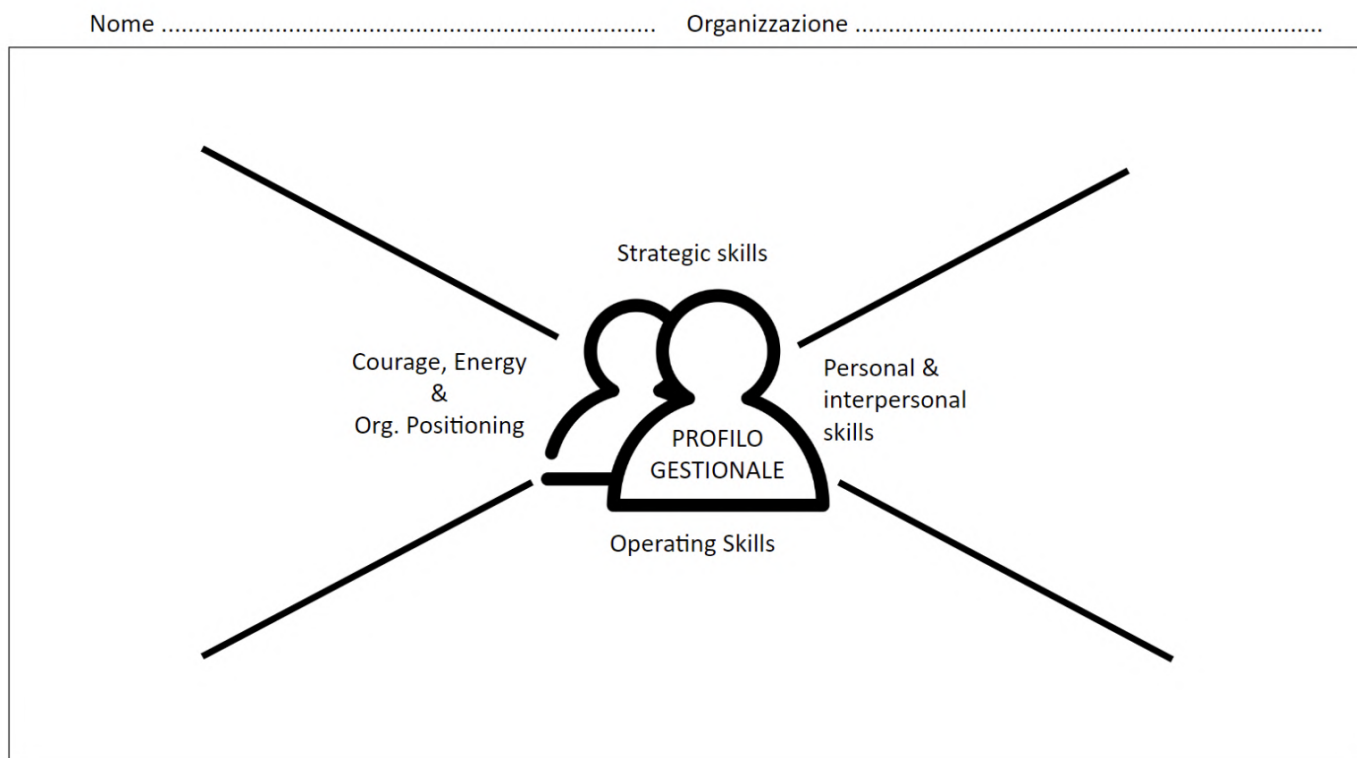 Nome ........................................................................ Organizzazione ....................................................................
Strategic skills
Courage, Energy
&
Org. Positioning
Personal &
interpersonal
skills
PROFILO
GESTIONALE
Operating Skills